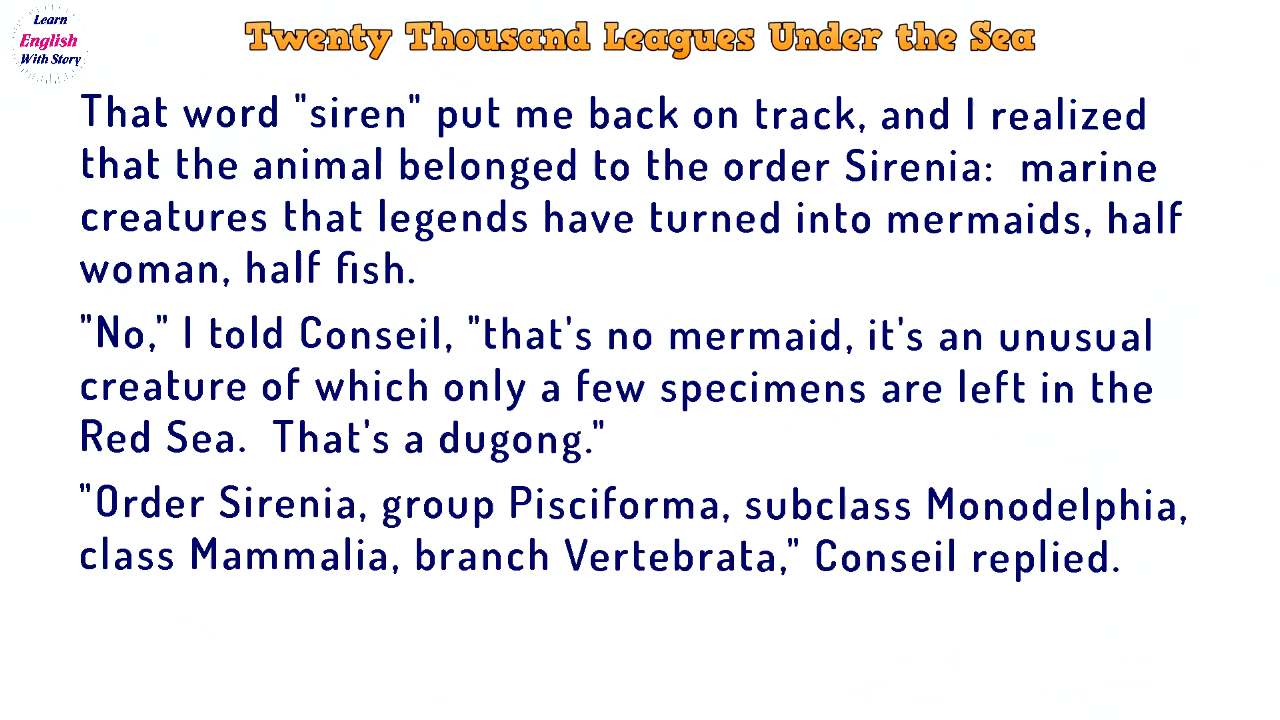 Learn
English
With Story
Twenty Thousand Leagues Under the Sea
That word "siren" put me back on track, and I realized
that the animal belonged to the order Sirenia:  marine
creatures that legends have turned into mermaids, half
woman, half fish.
"No," I told Conseil, "that's no mermaid, it's an unusual
creature of which only a few specimens are left in the
Red Sea.  That's a dugong."
"Order Sirenia, group Pisciforma, subclass Monodelphia,
class Mammalia, branch Vertebrata," Conseil replied.